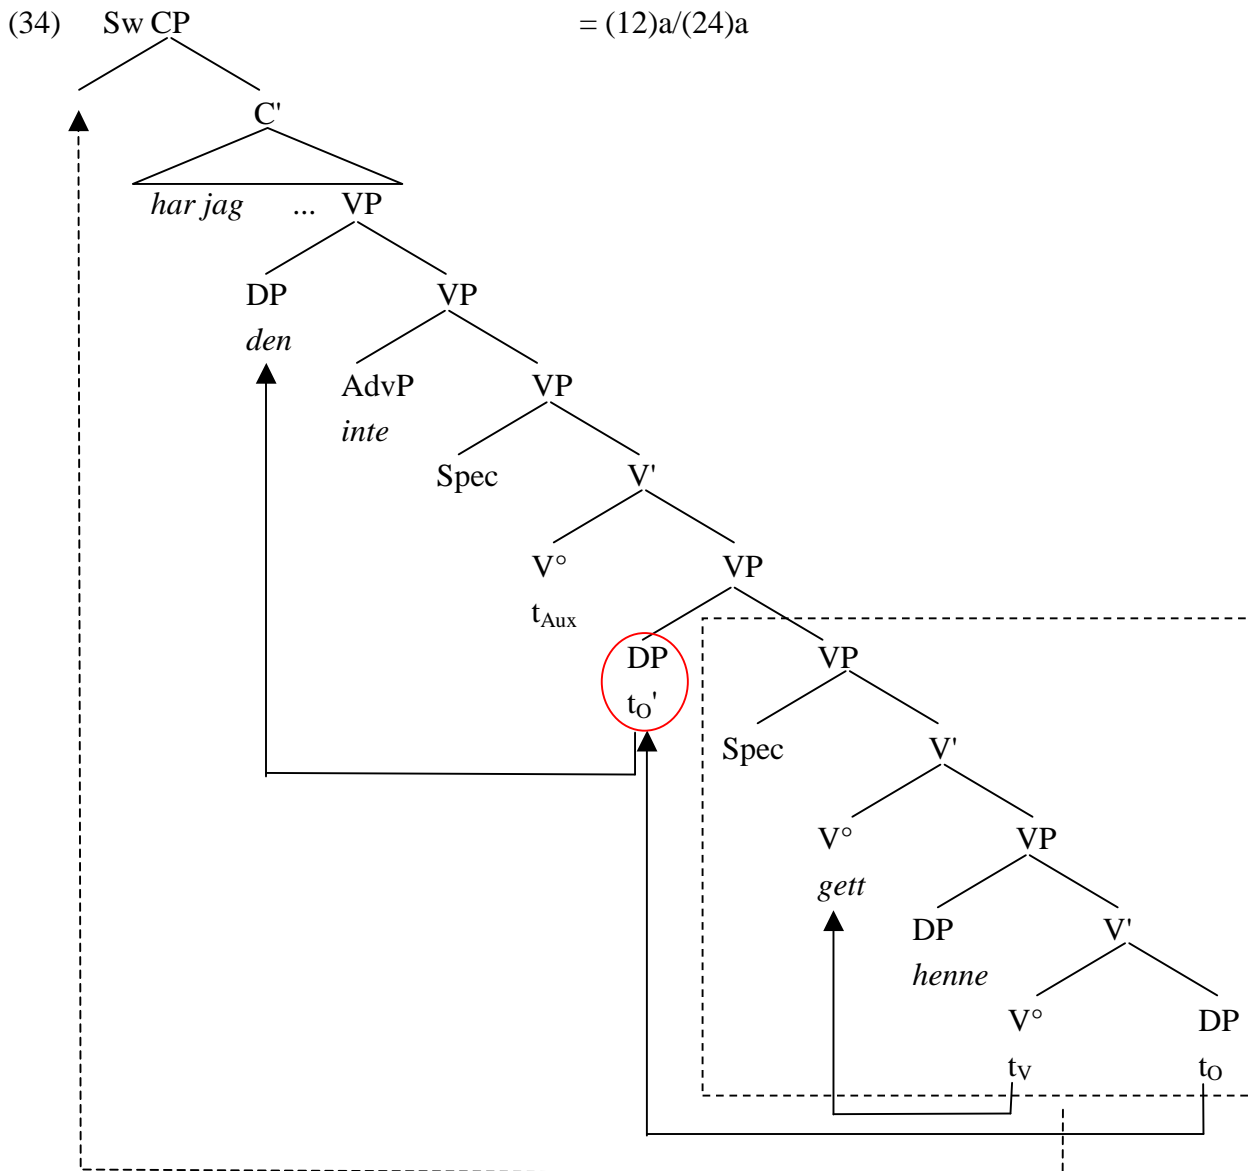 (34) Sw CP = (12)a/(24)a
C'
har jag ... VP
DP VP
den
AdvP VP
inte
Spec V'
V° VP
tAux
DP VP
tO'
Spec V'
V° VP
gett
DP V'
henne
V° DP
tV tO